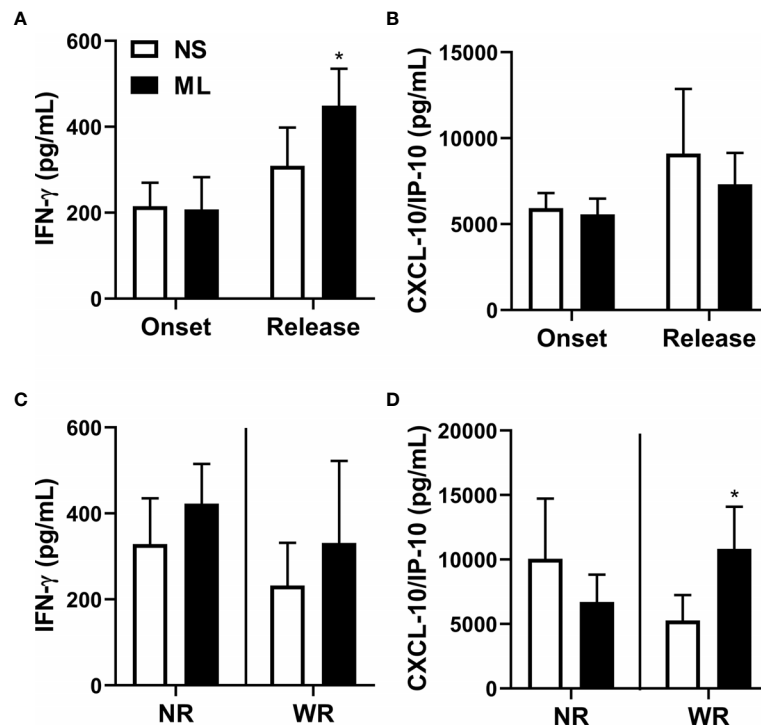 A
IFN-γ (pg/mL)
600
400
200
0
NS
ML
*
Onset Release
B
CXCL-10/IP-10 (pg/mL)
15000
10000
5000
0
Onset Release
C
IFN-γ (pg/mL)
600
400
200
0
NR WR
D
CXCL-10/IP-10 (pg/mL)
20000
15000
10000
5000
0
*
NR WR